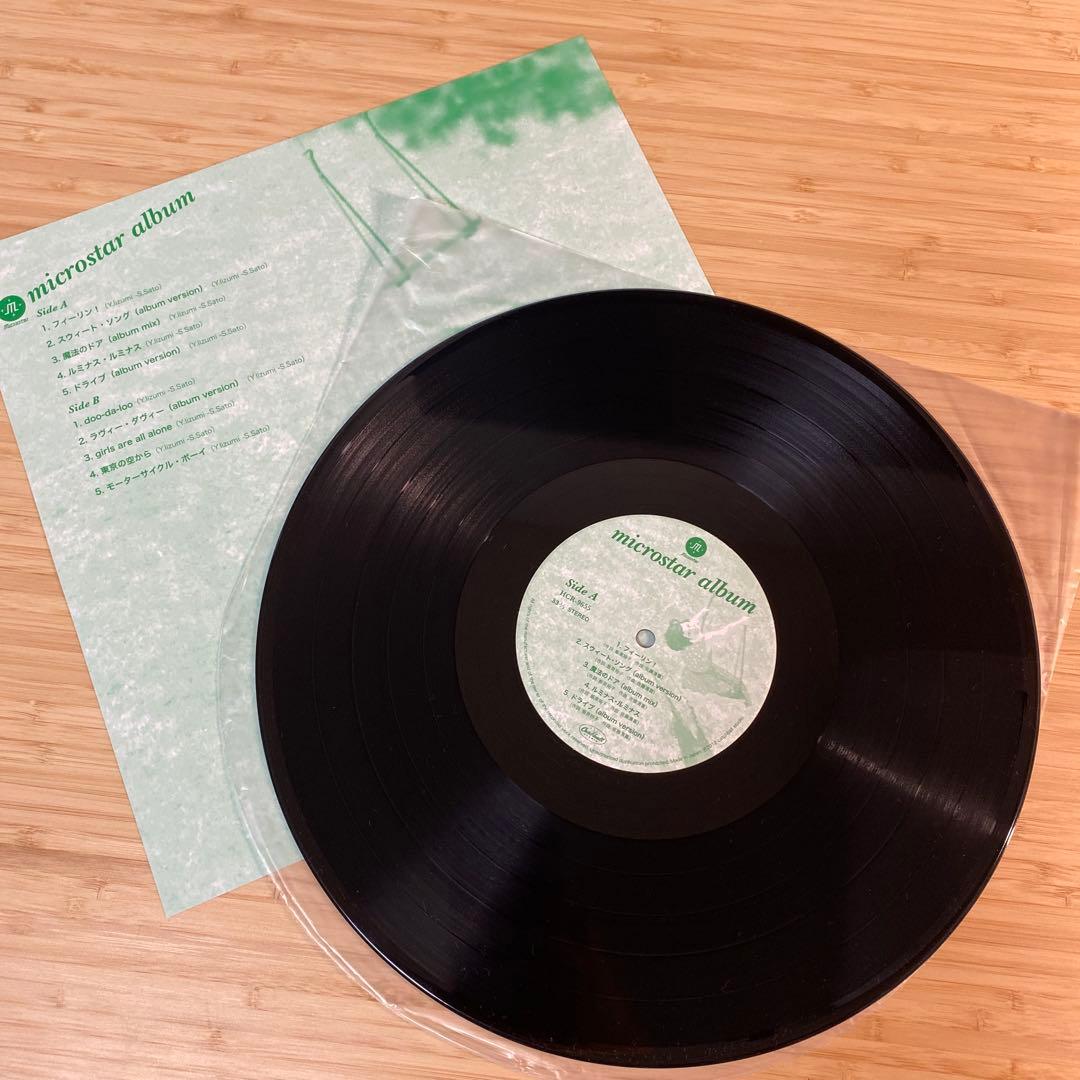 microstar album
Side A
1. フィーリン！ (Y.Iizumi -S.Sato)
2. スウィート・ソング (album version) (Y.Iizumi -S.Sato)
3. 魔法のドア (album mix) (Y.Iizumi -S.Sato)
4. ルミナス・ルミナス (Y.Iizumi -S.Sato)
5. ドライブ (album version) (Y.Iizumi -S.Sato)
Side B
1. doo-da-loo (Y.Iizumi -S.Sato)
2. ラヴィー・ダヴィー (album version) (Y.Iizumi -S.Sato)
3. girls are all alone (Y.Iizumi -S.Sato)
4. 東京の空から (Y.Iizumi -S.Sato)
5. モーターサイクル・ボーイ (Y.Iizumi -S.Sato)
microstar album
Side A
HCR-9655
33 1/3 STEREO
1. フィーリン！
2. スウィート・ソング (album version)
3. 魔法のドア (album mix)
4. ルミナス・ルミナス
5. ドライブ (album version)